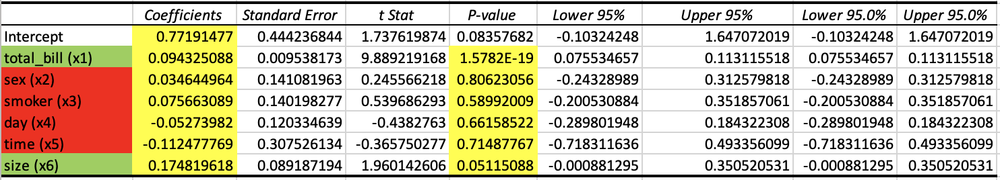 Coefficients Standard Error t Stat P-value Lower 95% Upper 95% Lower 95.0% Upper 95.0%
Intercept 0.77191477 0.444236844 1.737619874 0.08357682 -0.10324248 1.647072019 -0.10324248 1.647072019
total_bill (x1) 0.094325088 0.009538173 9.889219168 1.5782E-19 0.075534657 0.113115518 0.075534657 0.113115518
sex (x2) 0.034644964 0.141081963 0.245566218 0.80623056 -0.24328989 0.312579818 -0.24328989 0.312579818
smoker (x3) 0.075663089 0.140198277 0.539686293 0.58992009 -0.200530884 0.351857061 -0.200530884 0.351857061
day (x4) -0.05273982 0.120334639 -0.4382763 0.66158522 -0.289801948 0.184322308 -0.289801948 0.184322308
time (x5) -0.112477769 0.307526134 -0.365750277 0.71487767 -0.718311636 0.493356099 -0.718311636 0.493356099
size (x6) 0.174819618 0.089187194 1.960142606 0.05115088 -0.000881295 0.350520531 -0.000881295 0.350520531